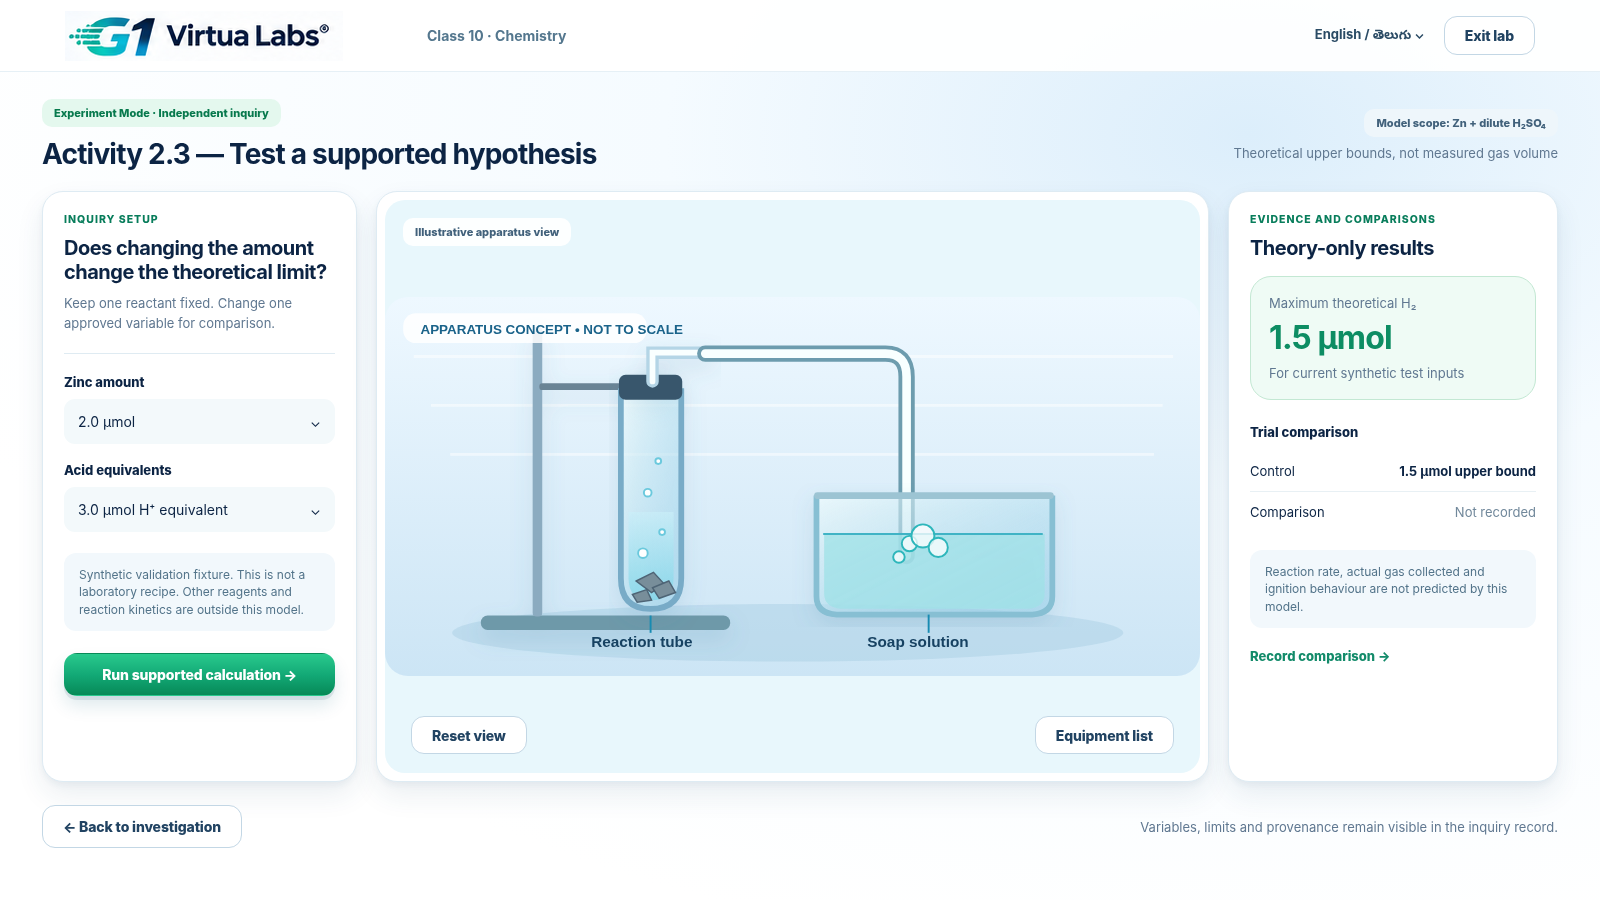 G1 Virtua Labs®
Class 10 · Chemistry
English / తెలుగు
Exit lab
Experiment Mode · Independent inquiry
Activity 2.3 — Test a supported hypothesis
Model scope: Zn + dilute H₂SO₄
Theoretical upper bounds, not measured gas volume
INQUIRY SETUP
Does changing the amount
change the theoretical limit?
Keep one reactant fixed. Change one
approved variable for comparison.
Zinc amount
2.0 µmol
Acid equivalents
3.0 µmol H⁺ equivalent
Synthetic validation fixture. This is not a
laboratory recipe. Other reagents and
reaction kinetics are outside this model.
Run supported calculation →
Illustrative apparatus view
APPARATUS CONCEPT • NOT TO SCALE
Reaction tube
Soap solution
Reset view
Equipment list
EVIDENCE AND COMPARISONS
Theory-only results
Maximum theoretical H₂
1.5 µmol
For current synthetic test inputs
Trial comparison
Control 1.5 µmol upper bound
Comparison Not recorded
Reaction rate, actual gas collected and
ignition behaviour are not predicted by this
model.
Record comparison →
← Back to investigation
Variables, limits and provenance remain visible in the inquiry record.